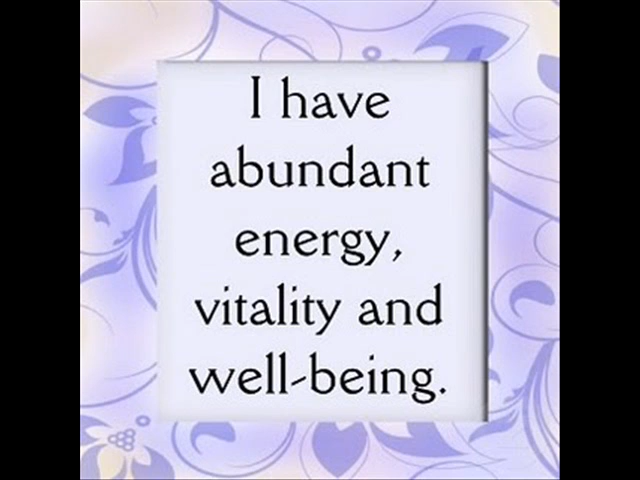 I have
abundant
energy,
vitality and
well-being.